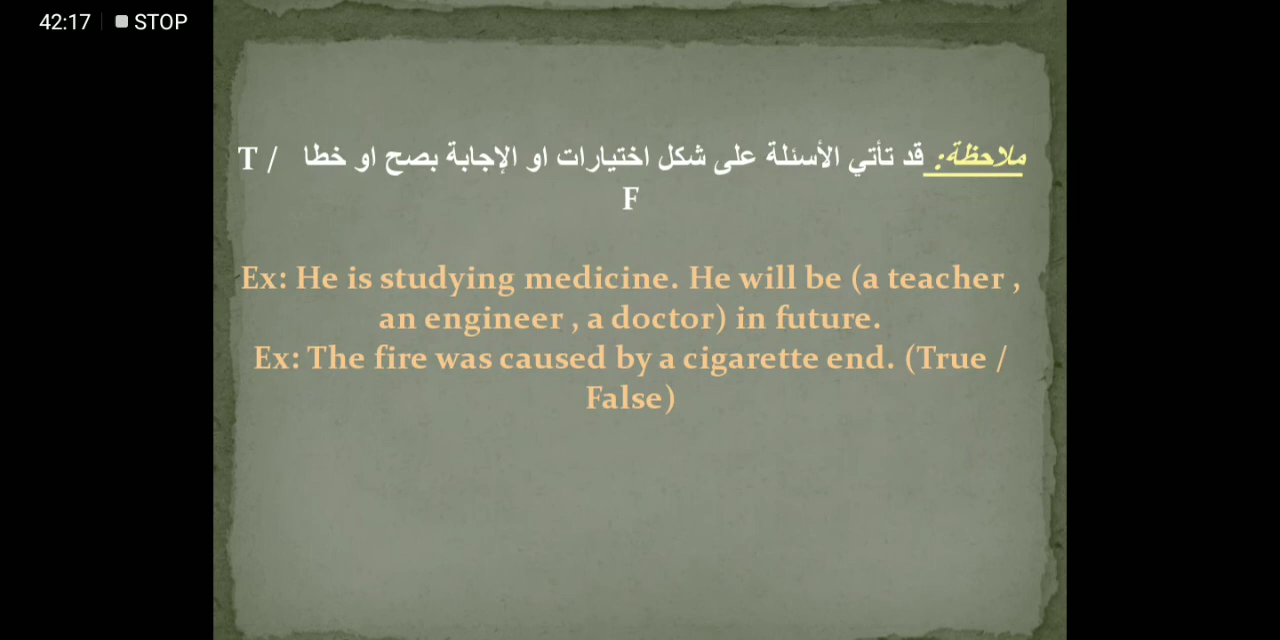 42:17 STOP
ملاحظة: قد تأتي الأسئلة على شكل اختيارات او الإجابة بصح او خطا T /
F
Ex: He is studying medicine. He will be (a teacher ,
an engineer , a doctor) in future.
Ex: The fire was caused by a cigarette end. (True /
False)